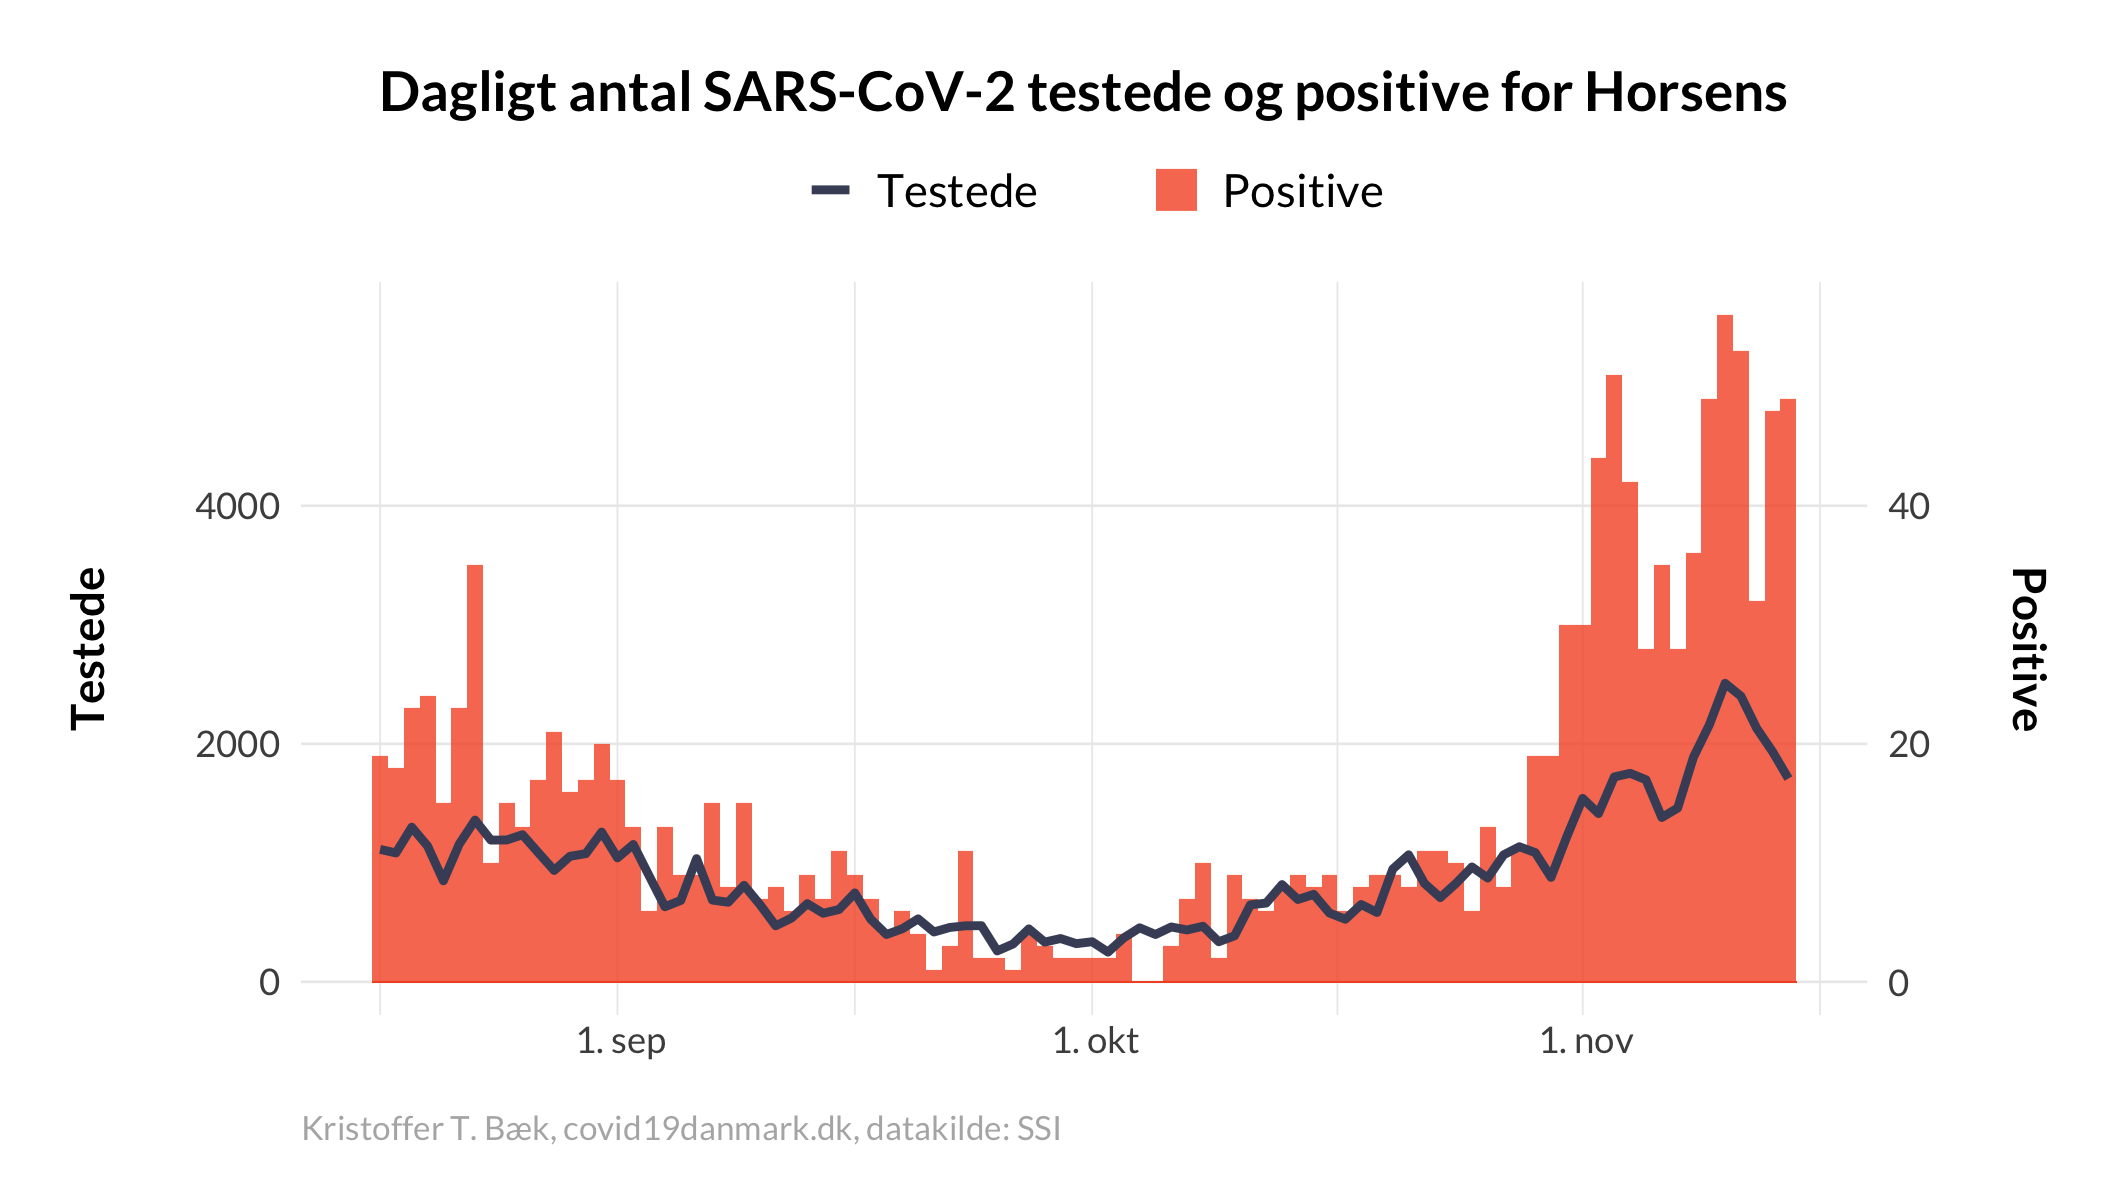 Dagligt antal SARS-CoV-2 testede og positive for Horsens
Testede
Positive
4000
2000
0
Testede
40
20
0
Positive
1. sep
1. okt
1. nov
Kristoffer T. Bæk, covid19danmark.dk, datakilde: SSI